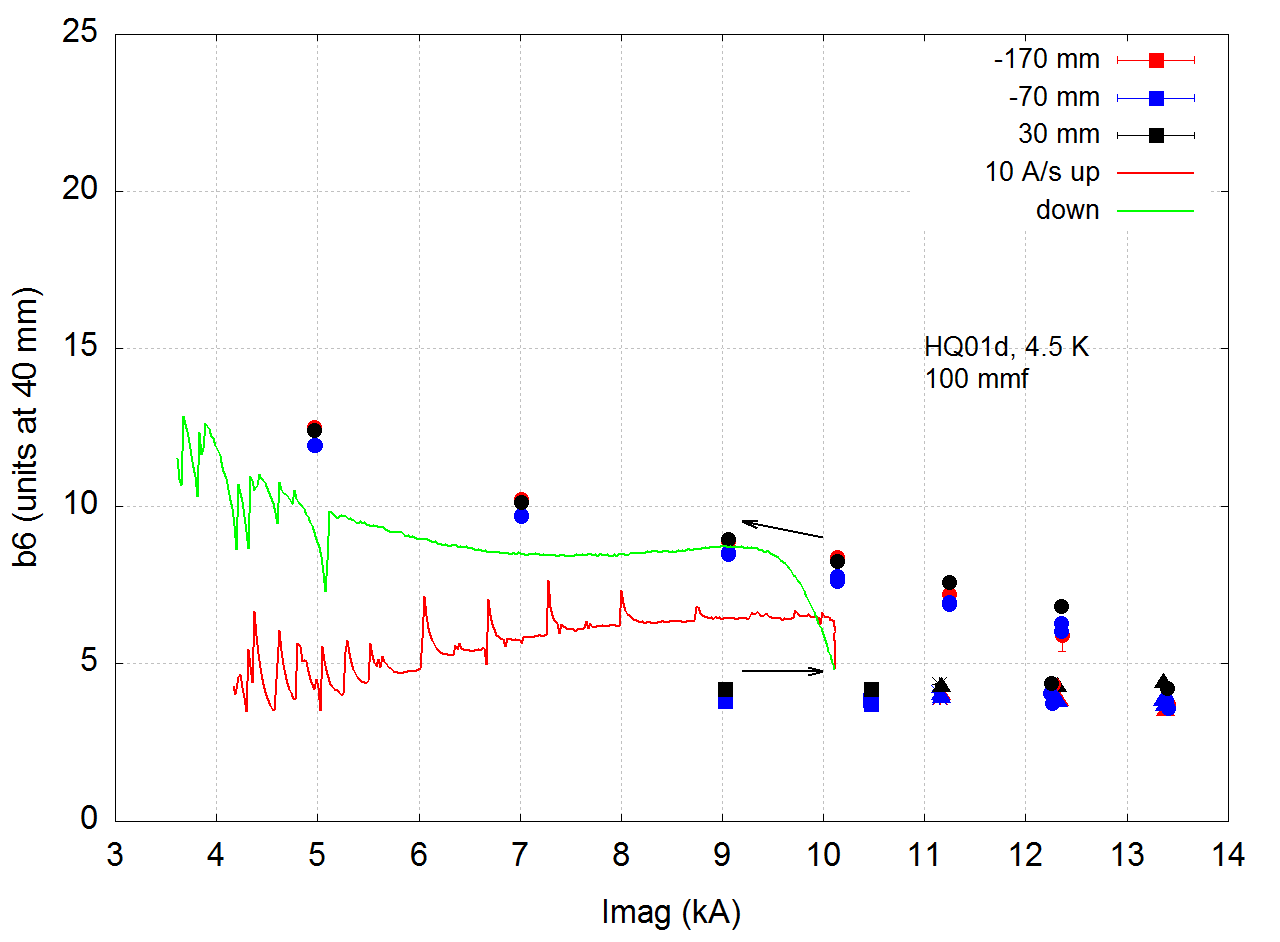 25
20
15
10
5
0
b6 (units at 40 mm)
-170 mm
-70 mm
30 mm
10 A/s up
down
HQ01d, 4.5 K
100 mmf
3 4 5 6 7 8 9 10 11 12 13 14
Imag (kA)